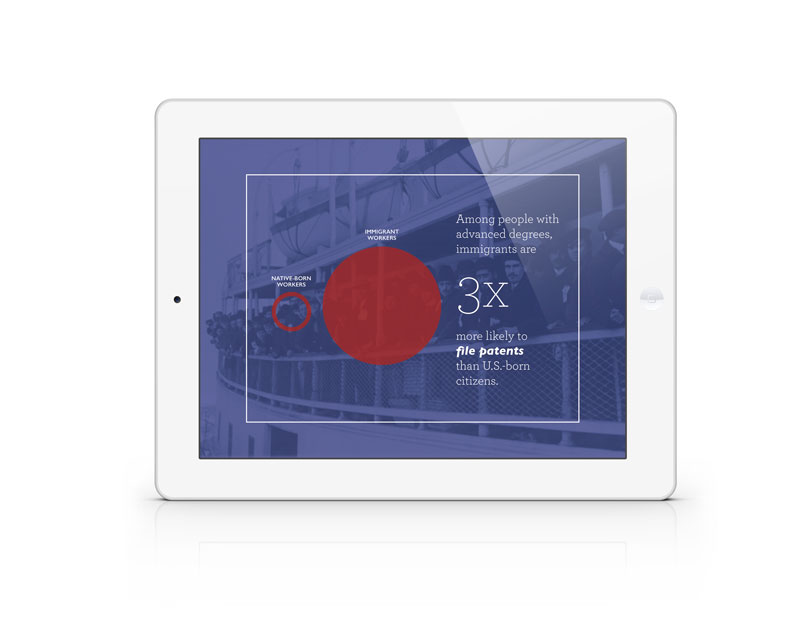 IMMIGRANT
WORKERS
NATIVE-BORN
WORKERS
Among people with
advanced degrees,
immigrants are
3x
more likely to
file patents
than U.S.-born
citizens.